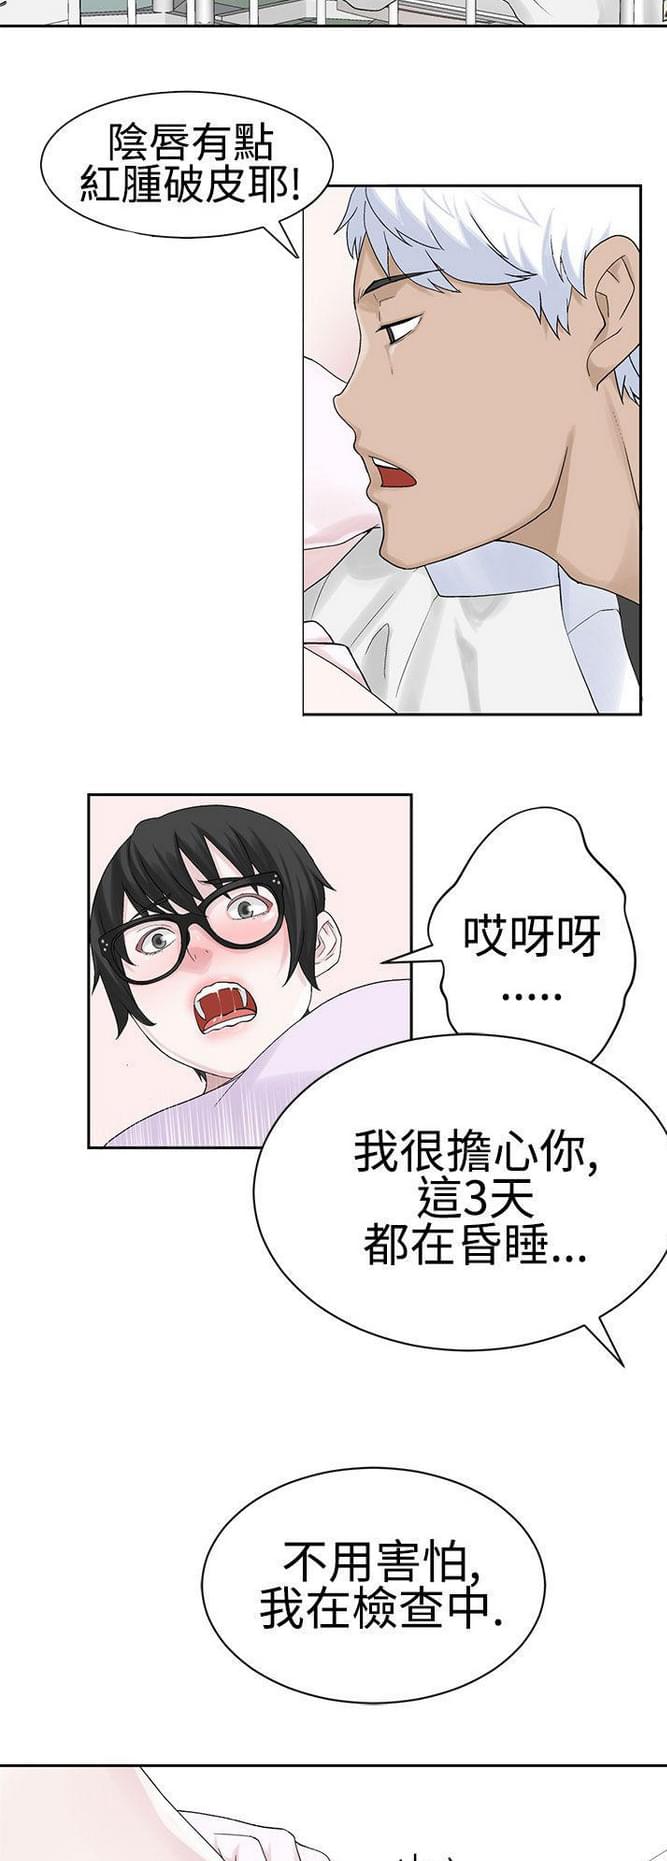 陰唇有點
紅腫破皮耶!
哎呀呀
.....
我很擔心你,
這3天
都在昏睡...
不用害怕,
我在檢查中.